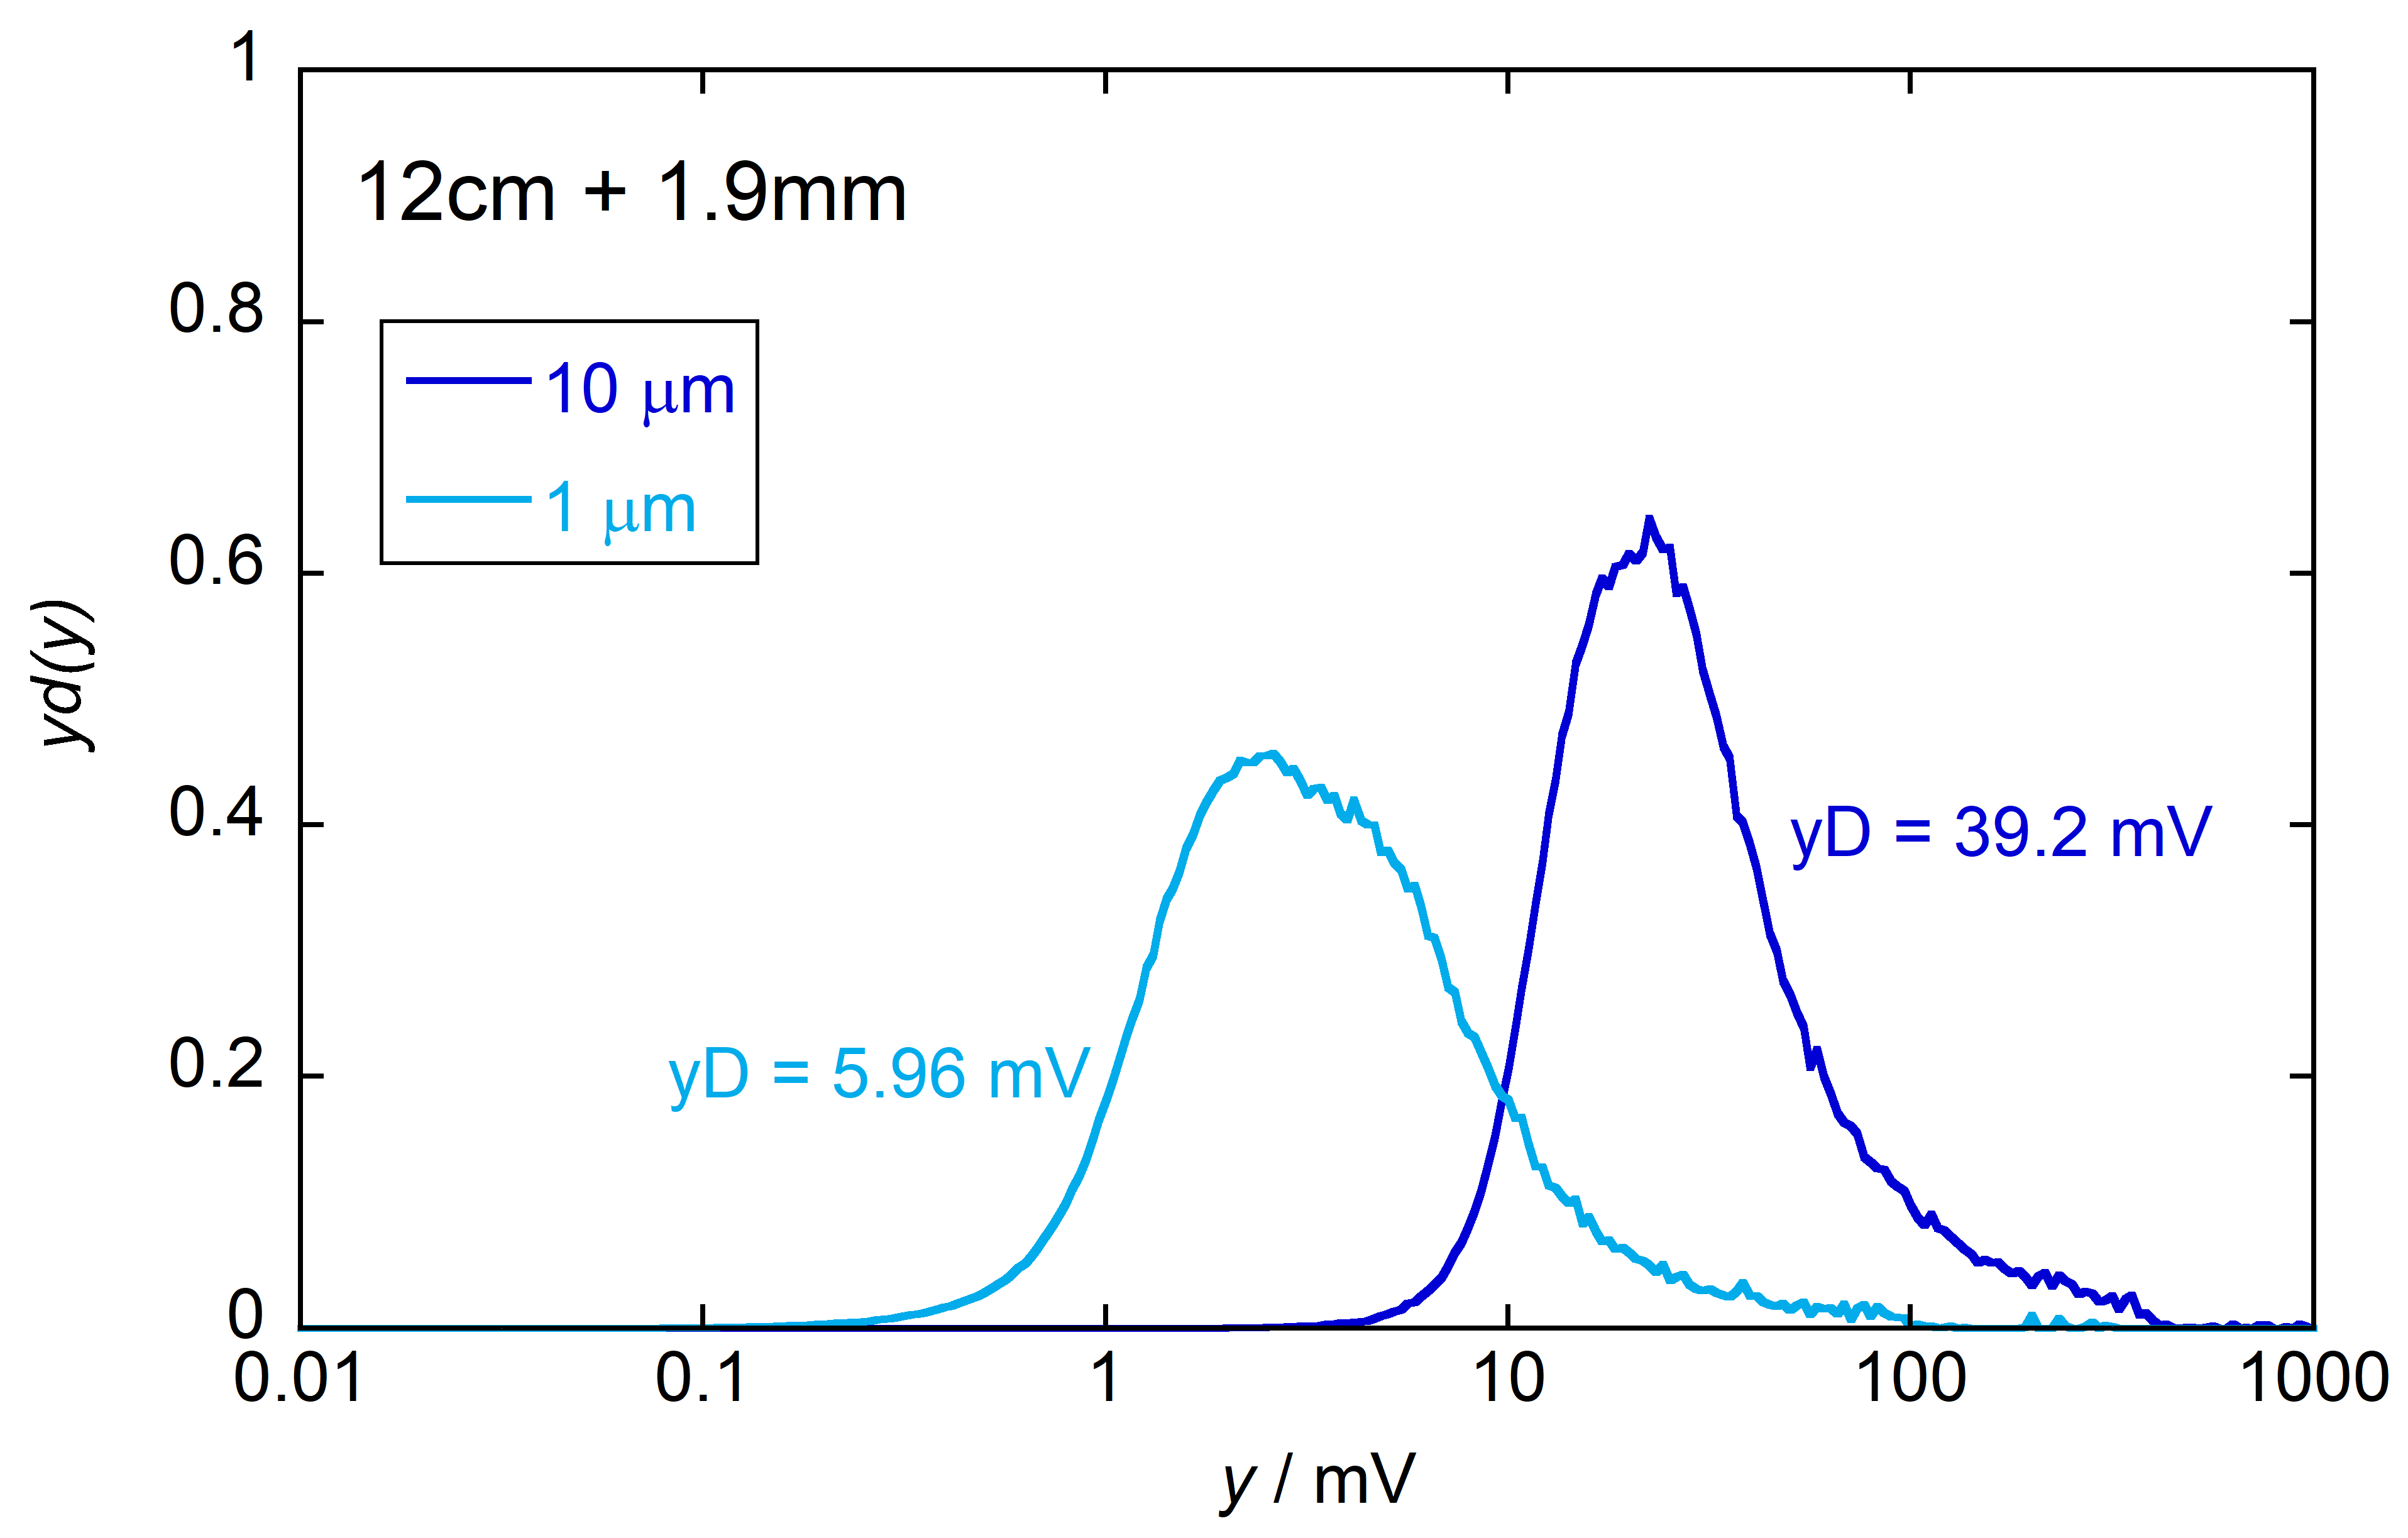 1
12cm + 1.9mm
0.8
10 μm
1 μm
0.6
yd(y)
0.4
yD = 39.2 mV
0.2
yD = 5.96 mV
0
0.01 0.1 1 10 100 1000
y / mV